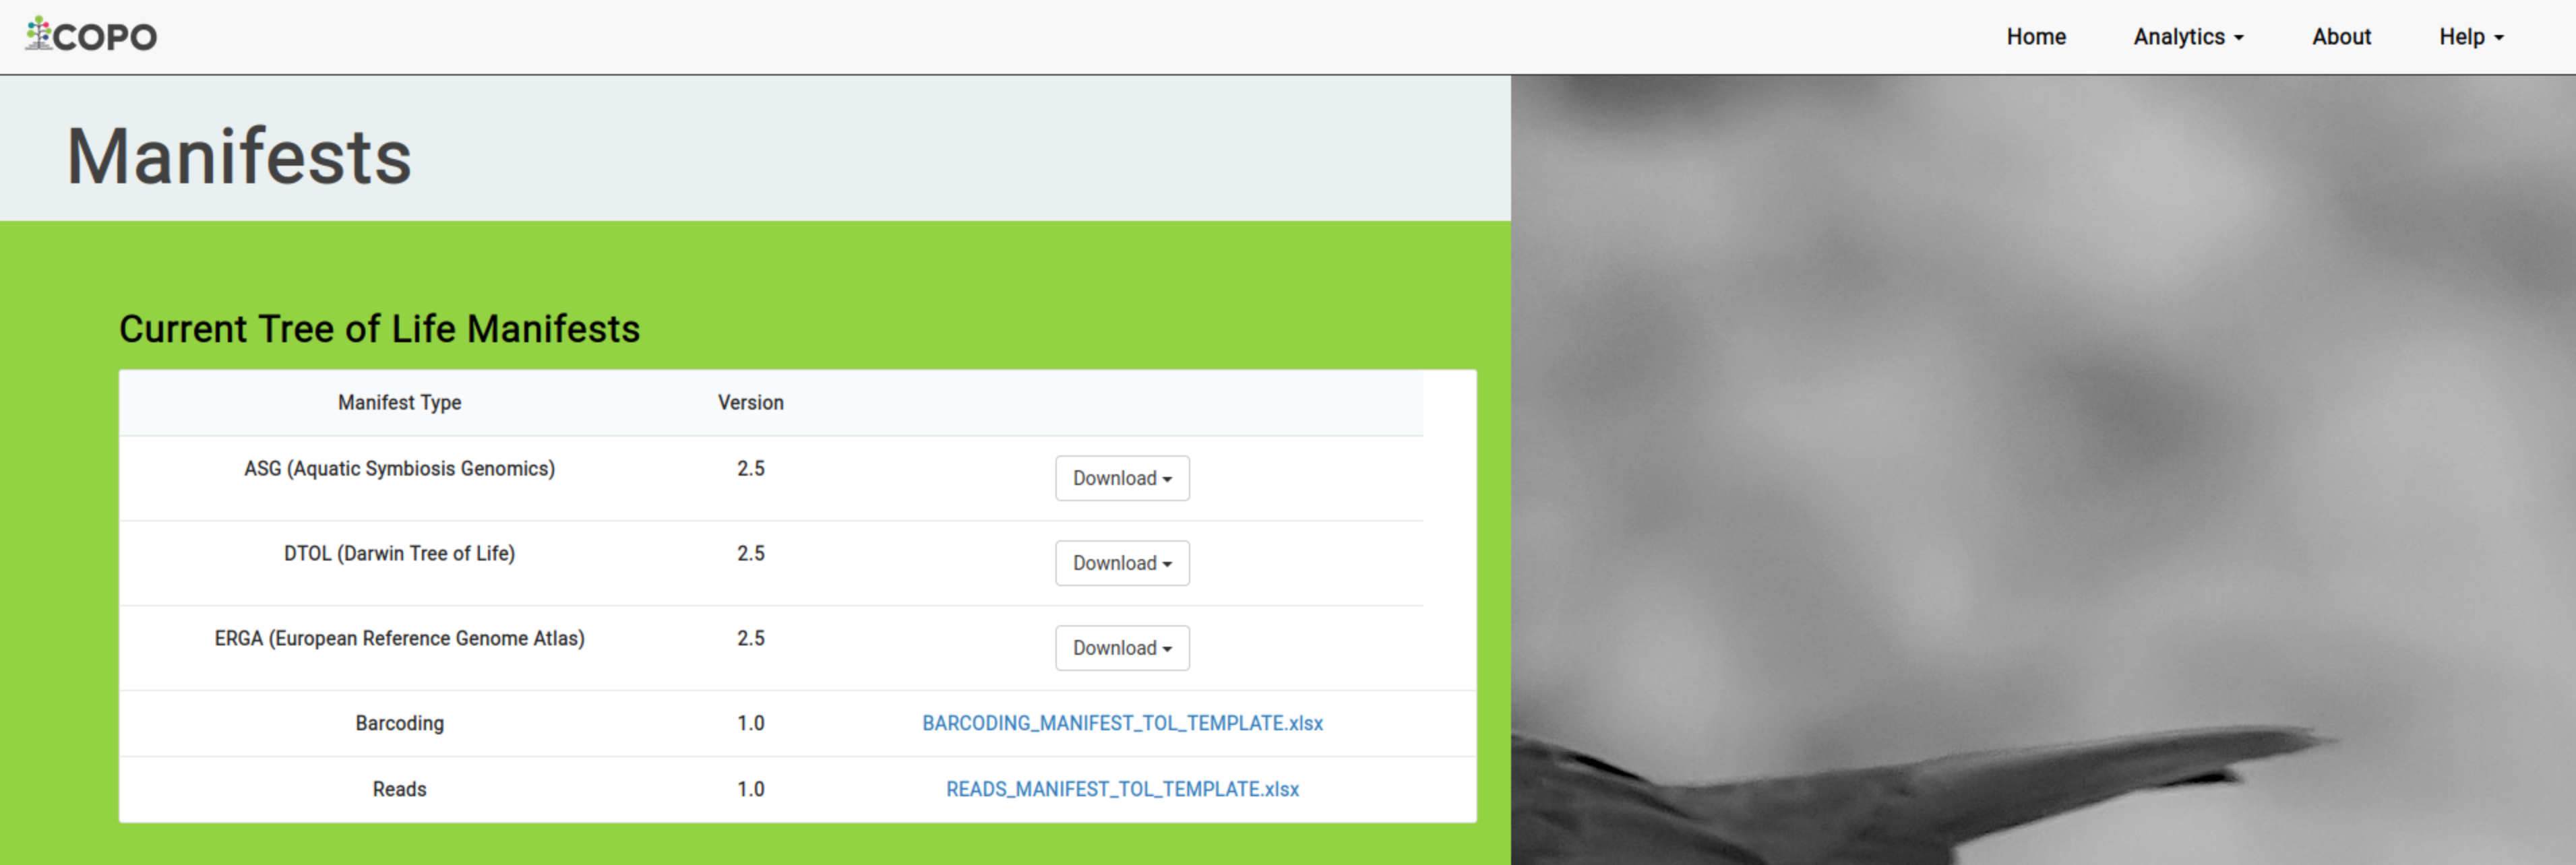 COPO
Home Analytics About Help
Manifests
Current Tree of Life Manifests
Manifest Type Version
ASG (Aquatic Symbiosis Genomics) 2.5 Download
DTOL (Darwin Tree of Life) 2.5 Download
ERGA (European Reference Genome Atlas) 2.5 Download
Barcoding 1.0 BARCODING_MANIFEST_TOL_TEMPLATE.xlsx
Reads 1.0 READS_MANIFEST_TOL_TEMPLATE.xlsx